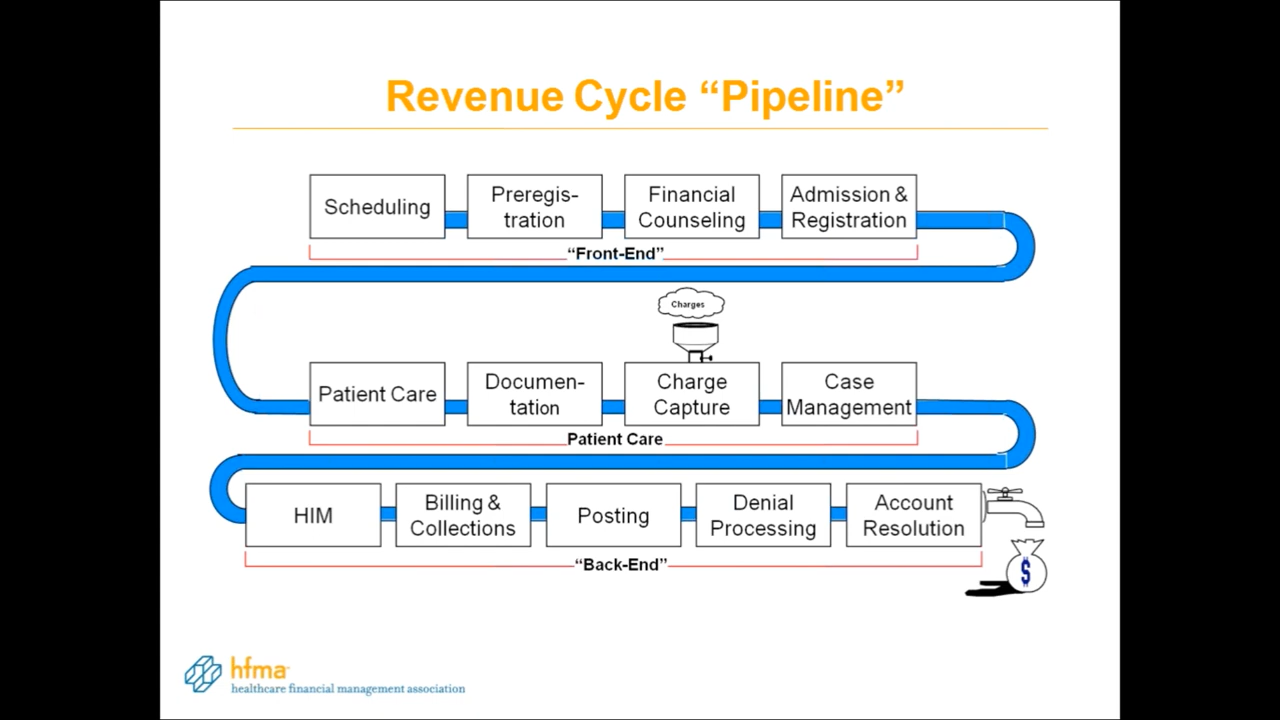 Revenue Cycle “Pipeline”
Scheduling
Preregis-
tration
Financial
Counseling
Admission &
Registration
“Front-End”
Charges
Patient Care
Documen-
tation
Charge
Capture
Case
Management
Patient Care
HIM
Billing &
Collections
Posting
Denial
Processing
Account
Resolution
“Back-End”
$
hfma
healthcare financial management association